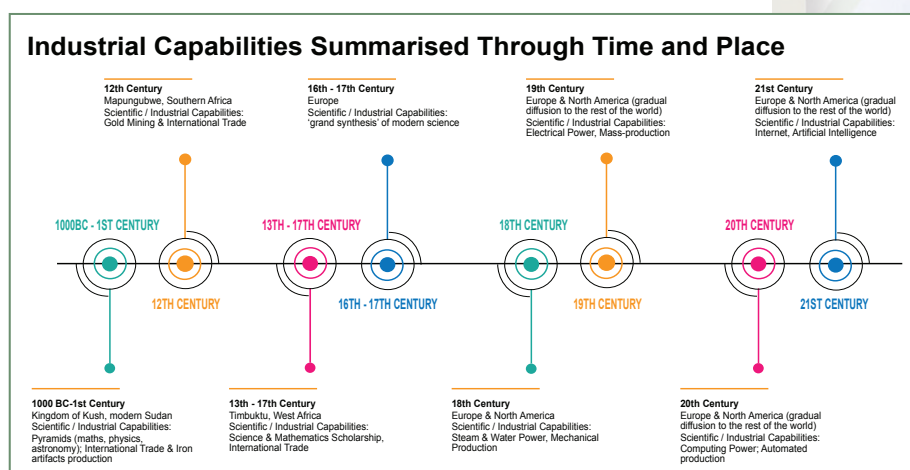 Industrial Capabilities Summarised Through Time and Place
12th Century
Mapungubwe, Southern Africa
Scientific / Industrial Capabilities:
Gold Mining & International Trade
16th - 17th Century
Europe
Scientific / Industrial Capabilities:
‘grand synthesis’ of modern science
19th Century
Europe & North America (gradual
diffusion to the rest of the world)
Scientific / Industrial Capabilities:
Electrical Power, Mass-production
21st Century
Europe & North America (gradual
diffusion to the rest of the world)
Scientific / Industrial Capabilities:
Internet, Artificial Intelligence
1000BC - 1ST CENTURY
12TH CENTURY
13TH - 17TH CENTURY
16TH - 17TH CENTURY
18TH CENTURY
19TH CENTURY
20TH CENTURY
21ST CENTURY
1000 BC-1st Century
Kingdom of Kush, modern Sudan
Scientific / Industrial Capabilities:
Pyramids (maths, physics,
astronomy); International Trade & Iron
artifacts production
13th - 17th Century
Timbuktu, West Africa
Scientific / Industrial Capabilities:
Science & Mathematics Scholarship,
International Trade
18th Century
Europe & North America
Scientific / Industrial Capabilities:
Steam & Water Power, Mechanical
Production
20th Century
Europe & North America (gradual
diffusion to the rest of the world)
Scientific / Industrial Capabilities:
Computing Power; Automated
production